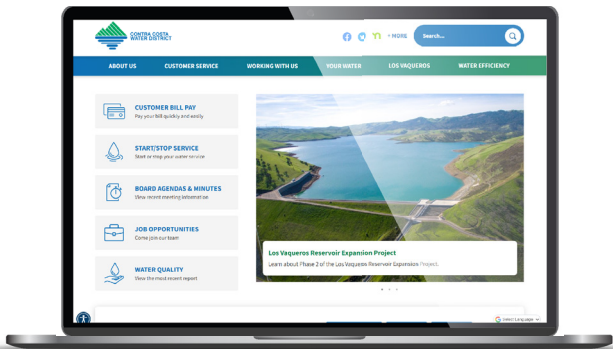 CONTRA COSTA
WATER DISTRICT
+ MORE
Search...
ABOUT US
CUSTOMER SERVICE
WORKING WITH US
YOUR WATER
LOS VAQUEROS
WATER EFFICIENCY
CUSTOMER BILL PAY
Pay your bill quickly and easily
START/STOP SERVICE
Start or stop your water service
BOARD AGENDAS & MINUTES
View recent meeting information
JOB OPPORTUNITIES
Come join our team
WATER QUALITY
View the most recent report
Los Vaqueros Reservoir Expansion
Project
Learn about Phase 2 of the Los Vaqueros Reservoir Expansion Project.
Select Language